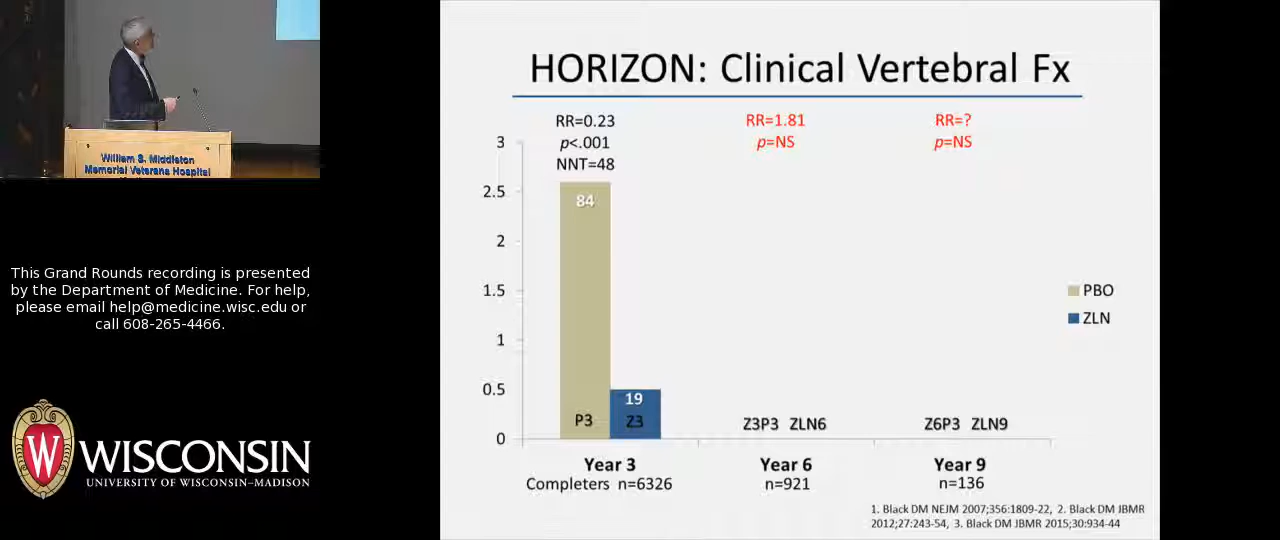 William S. Middleton
Memorial Veterans Hospital
This Grand Rounds recording is presented
by the Department of Medicine. For help,
please email help@medicine.wisc.edu or
call 608-265-4466.
W
WISCONSIN
UNIVERSITY OF WISCONSIN–MADISON
HORIZON: Clinical Vertebral Fx
RR=0.23
p<.001
NNT=48
RR=1.81
p=NS
RR=?
p=NS
3
2.5
2
1.5
1
0.5
0
84
19
P3
Z3
Z3P3 ZLN6
Z6P3 ZLN9
PBO
ZLN
Year 3
Completers n=6326
Year 6
n=921
Year 9
n=136
1. Black DM NEJM 2007;356:1809-22, 2. Black DM JBMR
2012;27:243-54, 3. Black DM JBMR 2015;30:934-44